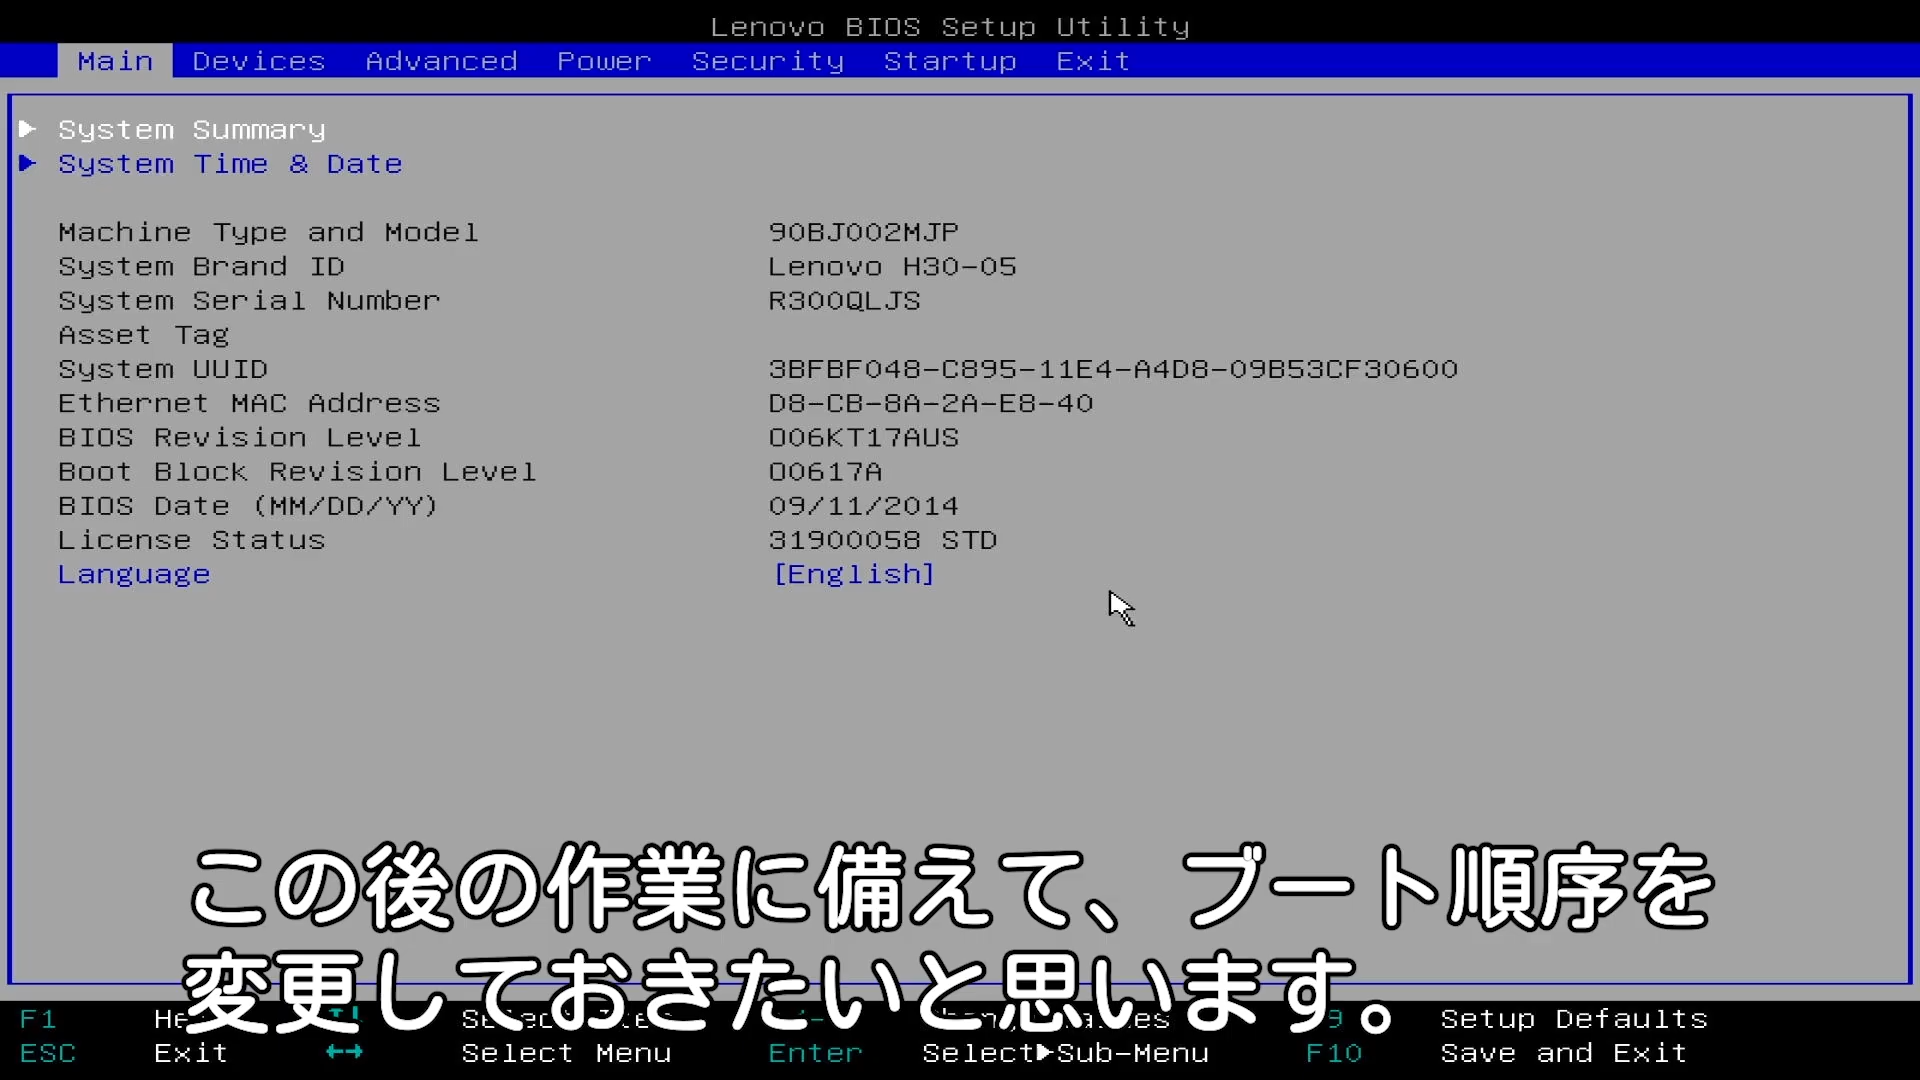 Lenovo BIOS Setup Utility
Main Devices Advanced Power Security Startup Exit
System Summary
System Time & Date
Machine Type and Model 90BJ002MJP
System Brand ID Lenovo H30-05
System Serial Number R300QLJS
Asset Tag
System UUID 3BFBF048-C895-11E4-A4D8-09B53CF30600
Ethernet MAC Address D8-CB-8A-2A-E8-40
BIOS Revision Level O06KT17AUS
Boot Block Revision Level O0617A
BIOS Date (MM/DD/YY) 09/11/2014
License Status 31900058 STD
Language [English]
この後の作業に備えて、ブート順序を
変更しておきたいと思います。
F1 Setup Defaults
ESC Exit ←→ Select Menu Enter Select▶Sub-Menu F10 Save and Exit